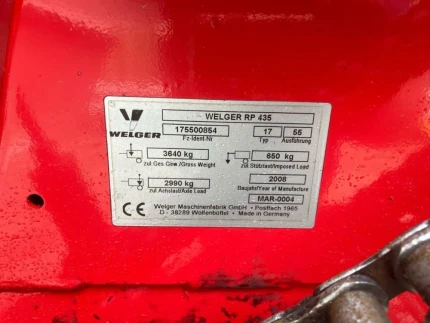 WELGER RP 435
WELGER
175500854 17 55
Fz-Ident-Nr Typ Ausführung
3640 kg 650 kg
zul.Ges.Gew./Gross Weight zul.Stützlast/Imposed Load
2990 kg 2008
zul.Achslast/Axle Load Baujahr/Year of Manufacture
MAR-0004
CE Welger Maschinenfabrik GmbH • Postfach 1965
D - 38289 Wolfenbüttel • Made in Germany